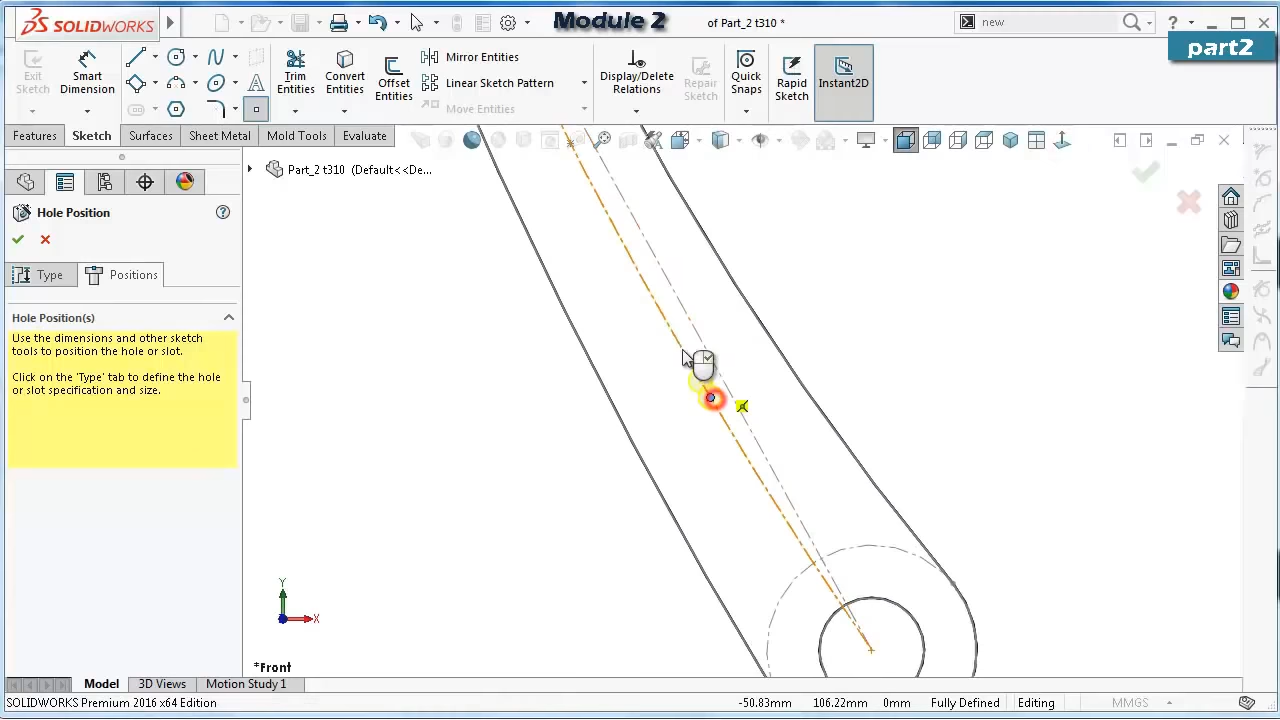 SOLIDWORKS
Module 2
of Part_2 t310 *
new
part2
Exit Sketch
Smart Dimension
Trim Entities
Convert Entities
Offset Entities
Mirror Entities
Linear Sketch Pattern
Move Entities
Display/Delete Relations
Repair Sketch
Quick Snaps
Rapid Sketch
Instant2D
Features
Sketch
Surfaces
Sheet Metal
Mold Tools
Evaluate
Part_2 t310 (Default<<De...
Hole Position
Type
Positions
Hole Position(s)
Use the dimensions and other sketch
tools to position the hole or slot.
Click on the 'Type' tab to define the hole
or slot specification and size.
Y
X
*Front
Model
3D Views
Motion Study 1
SOLIDWORKS Premium 2016 x64 Edition
-50.83mm
106.22mm
0mm
Fully Defined
Editing
MMGS